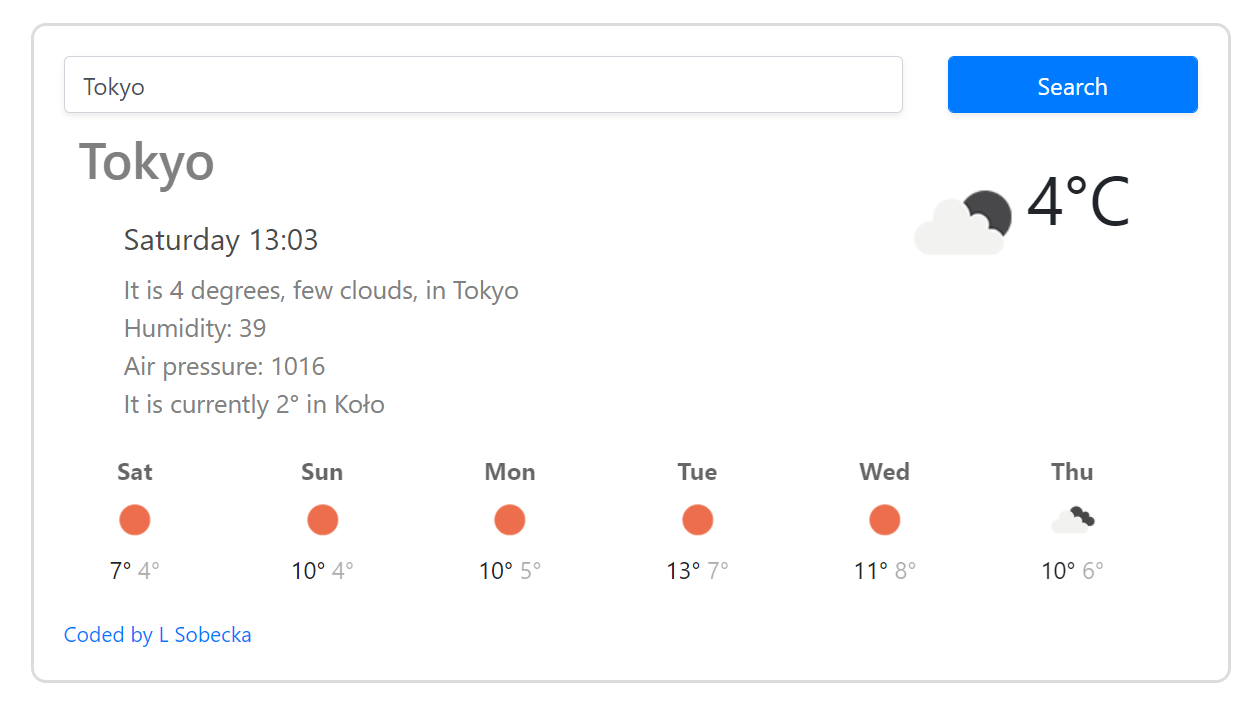 Tokyo
Search
Tokyo
4°C
Saturday 13:03
It is 4 degrees, few clouds, in Tokyo
Humidity: 39
Air pressure: 1016
It is currently 2° in Koło
Sat Sun Mon Tue Wed Thu
7° 4° 10° 4° 10° 5° 13° 7° 11° 8° 10° 6°
Coded by L Sobecka